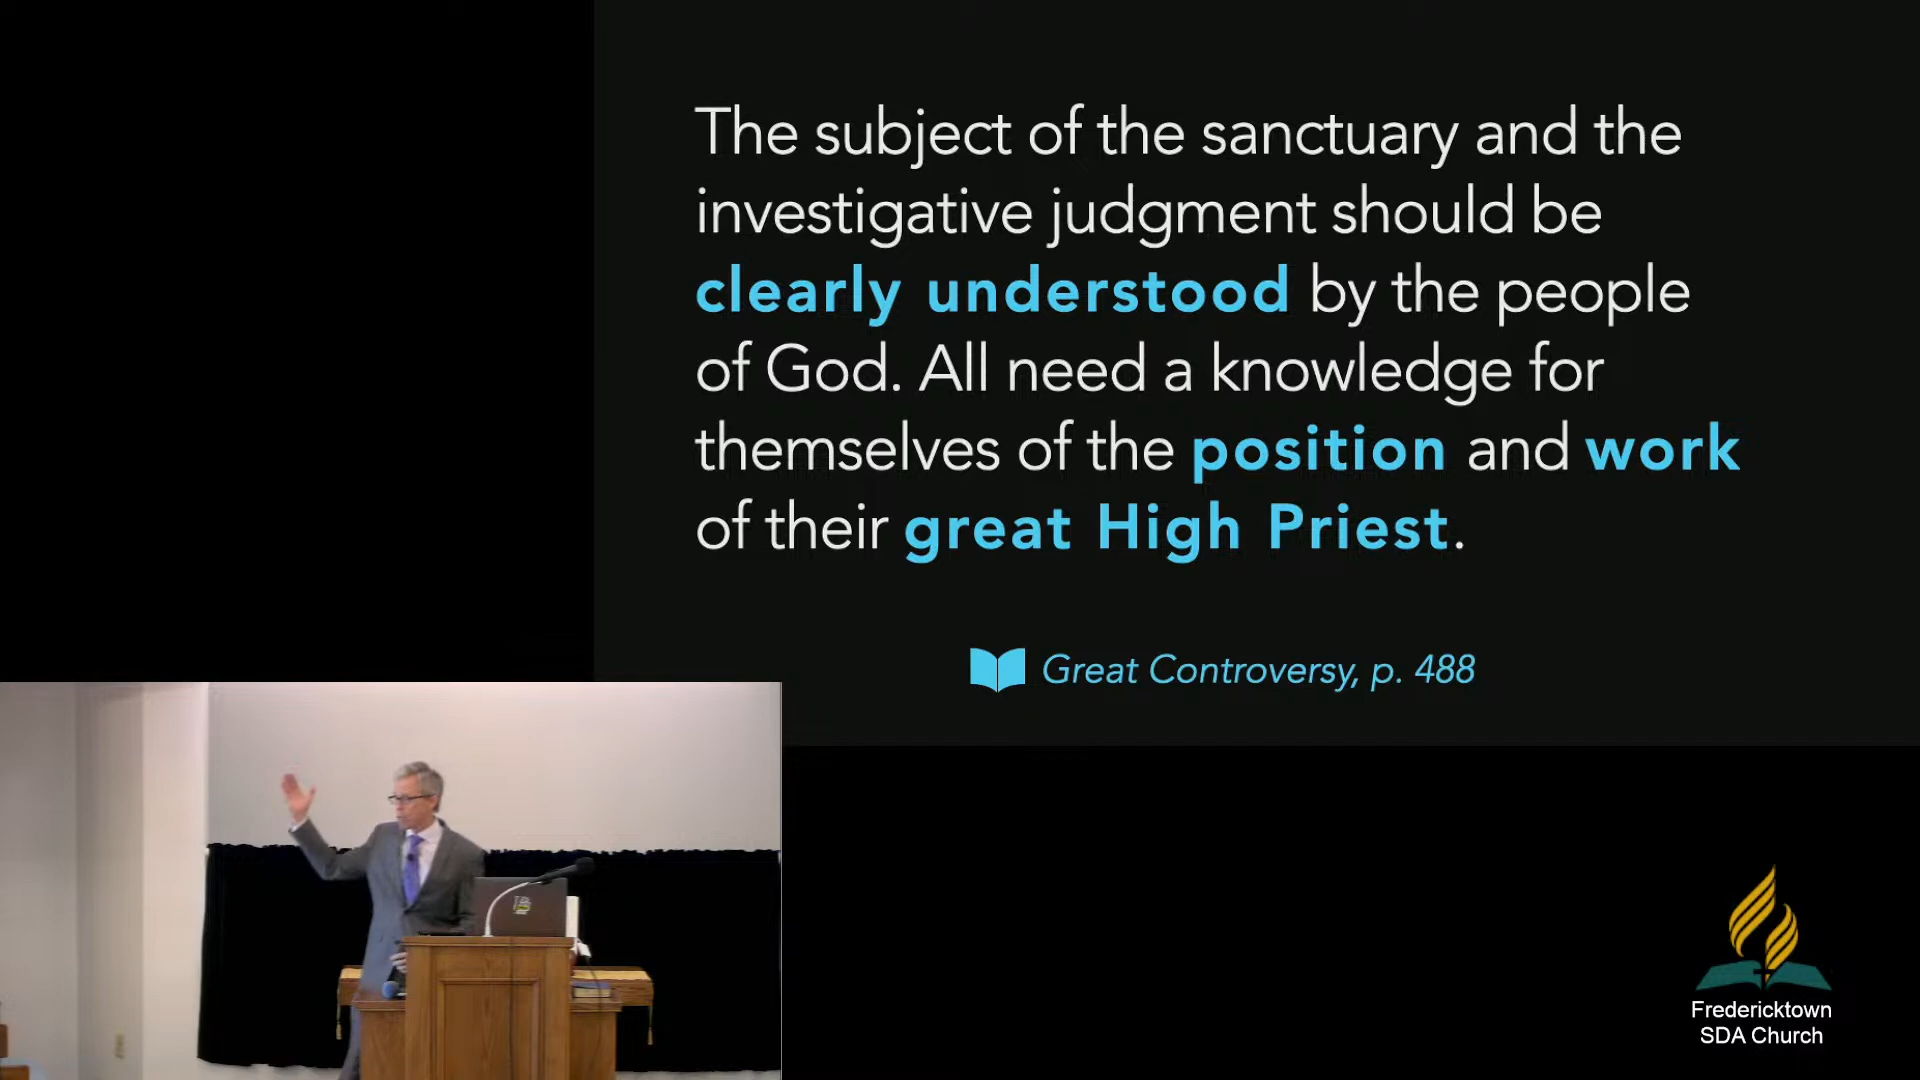 The subject of the sanctuary and the
investigative judgment should be
clearly understood by the people
of God. All need a knowledge for
themselves of the position and work
of their great High Priest.
Great Controversy, p. 488
Fredericktown
SDA Church